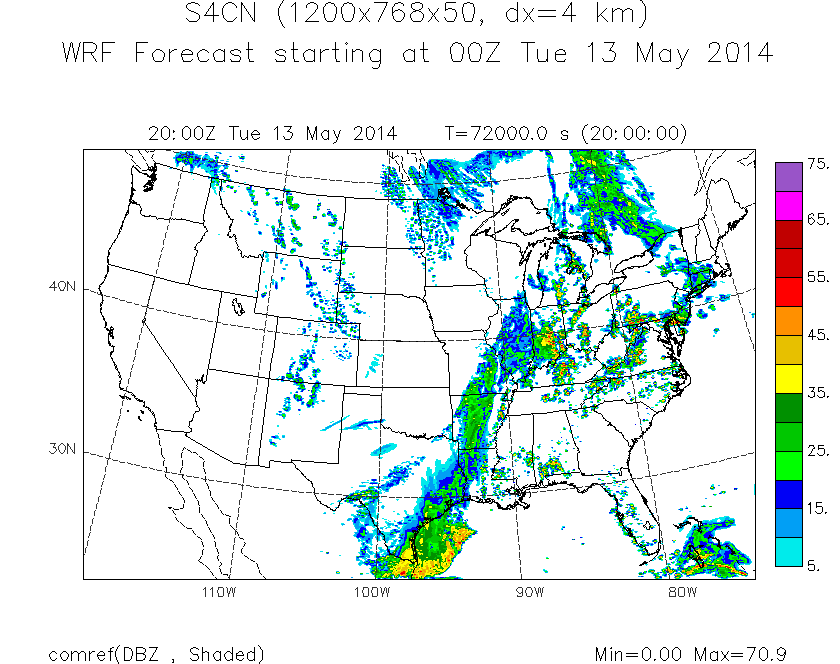 S4CN (1200x768x50, dx=4 km)
WRF Forecast starting at 00Z Tue 13 May 2014
20:00Z Tue 13 May 2014 T=72000.0 s (20:00:00)
75.
65.
55.
45.
35.
25.
15.
5.
40N
30N
110W 100W 90W 80W
comref(DBZ , Shaded) Min=0.00 Max=70.9